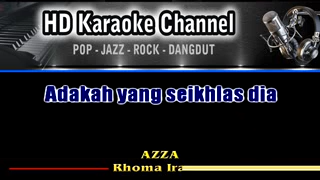 HD Karaoke Channel
POP - JAZZ - ROCK - DANGDUT
Adakah yang seikhlas dia
AZZA
Rhoma Ira